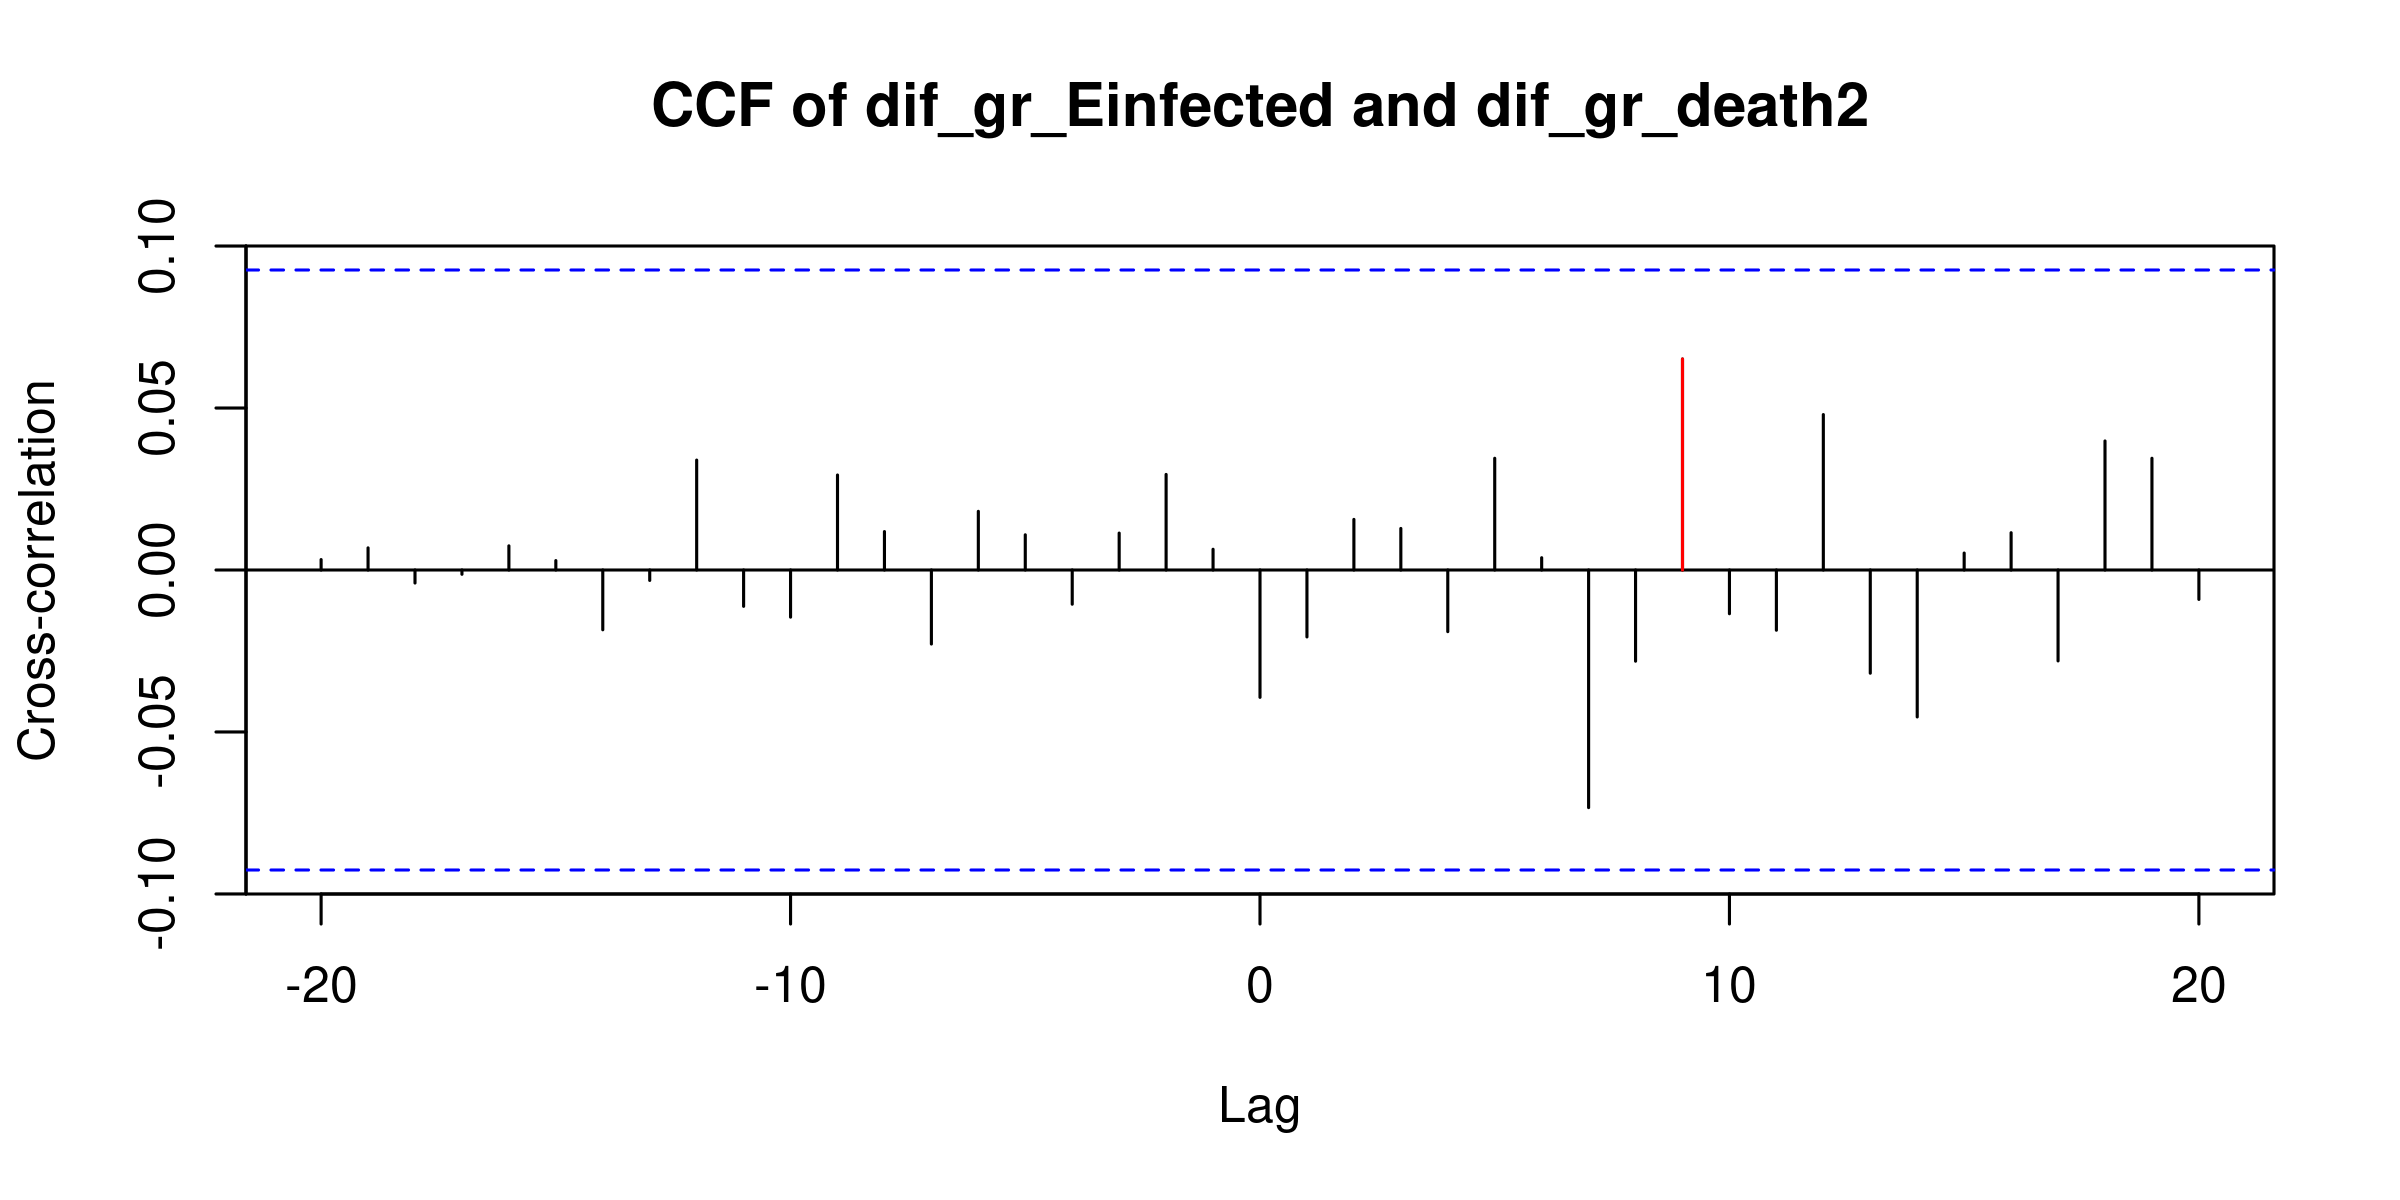 CCF of dif_gr_Einfected and dif_gr_death2
Cross-correlation
0.10
0.05
0.00
-0.05
-0.10
-20 -10 0 10 20
Lag